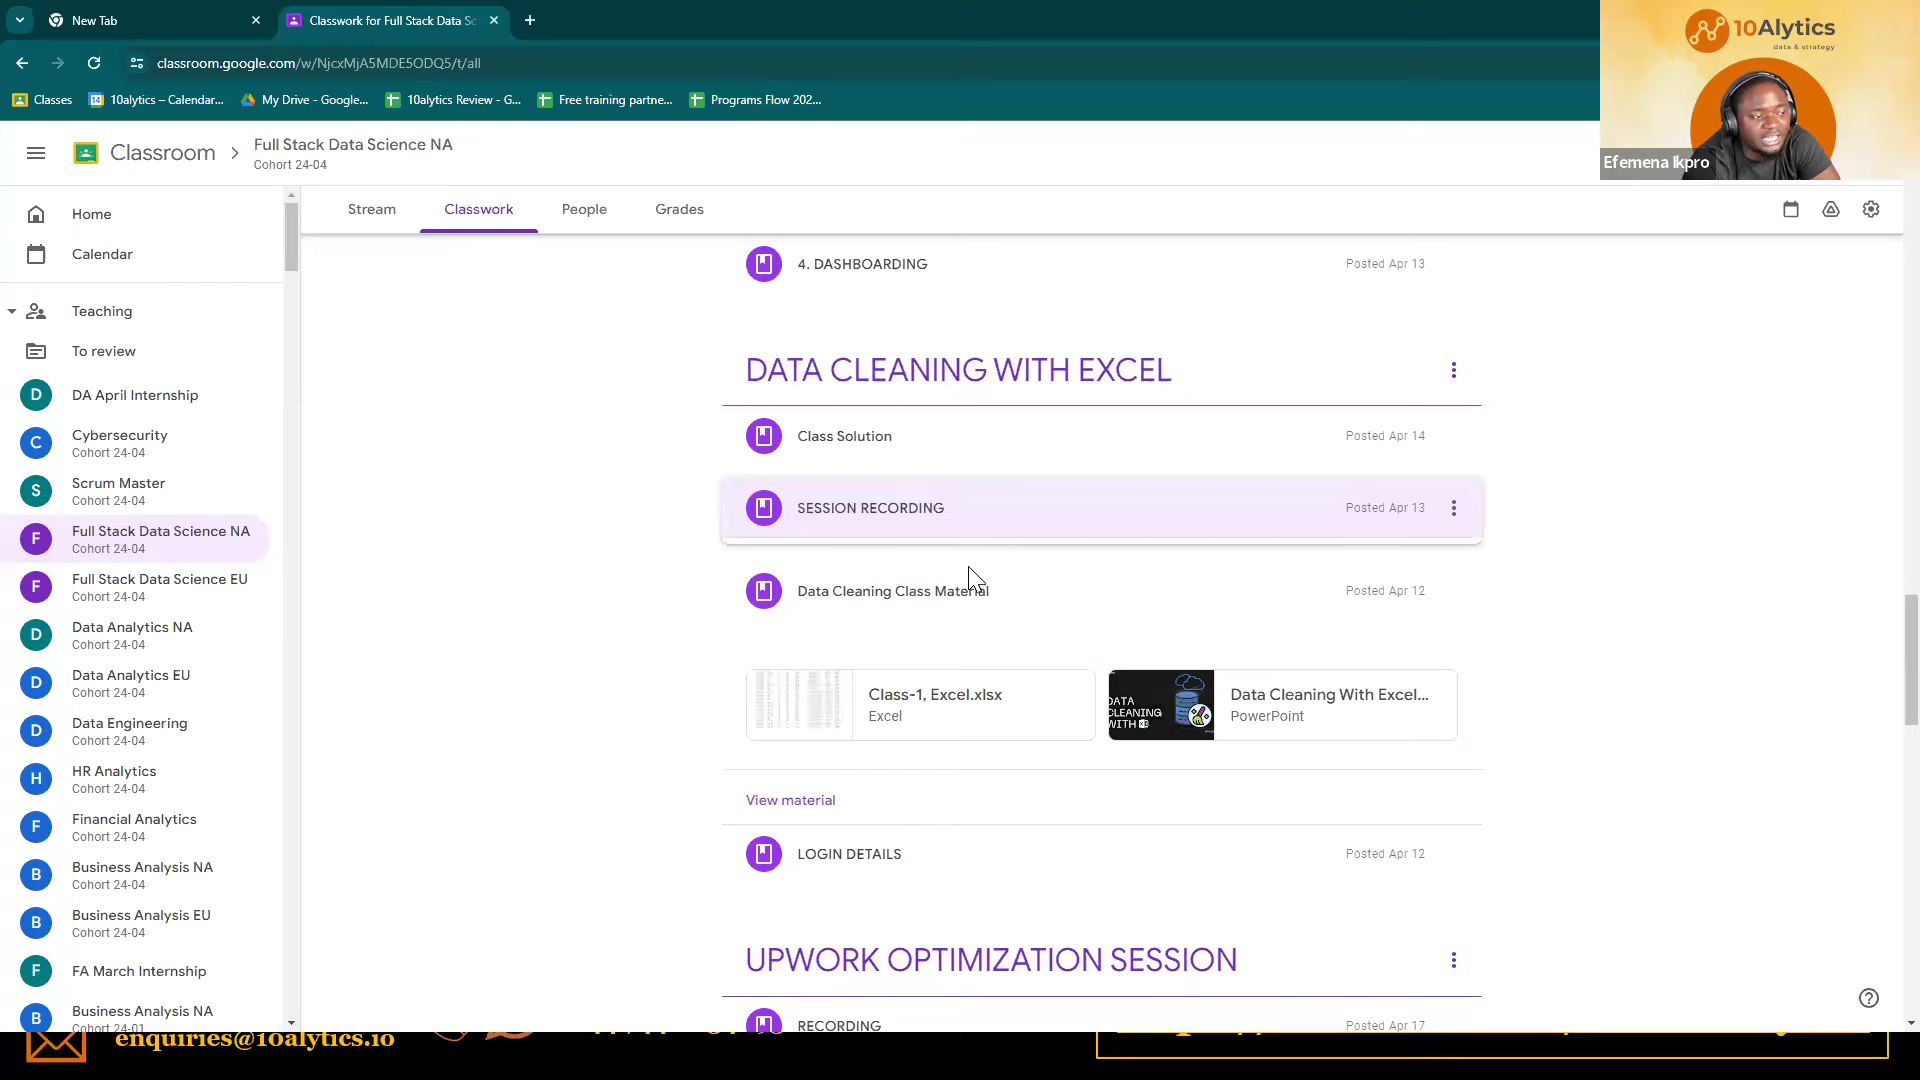 New Tab
Classwork for Full Stack Data Sc
classroom.google.com/w/NjcxMjA5MDE5ODQ5/t/all
Classes
10alytics – Calendar...
My Drive - Google...
10alytics Review - G...
Free training partne...
Programs Flow 202...
10Alytics
data & strategy
Efemena Ikpro
Classroom
Full Stack Data Science NA
Cohort 24-04
Home
Calendar
Teaching
To review
DA April Internship
Cybersecurity
Cohort 24-04
Scrum Master
Cohort 24-04
Full Stack Data Science NA
Cohort 24-04
Full Stack Data Science EU
Cohort 24-04
Data Analytics NA
Cohort 24-04
Data Analytics EU
Cohort 24-04
Data Engineering
Cohort 24-04
HR Analytics
Cohort 24-04
Financial Analytics
Cohort 24-04
Business Analysis NA
Cohort 24-04
Business Analysis EU
Cohort 24-04
FA March Internship
Business Analysis NA
Cohort 24-01
Stream
Classwork
People
Grades
4. DASHBOARDING
Posted Apr 13
DATA CLEANING WITH EXCEL
Class Solution
Posted Apr 14
SESSION RECORDING
Posted Apr 13
Data Cleaning Class Material
Posted Apr 12
Class-1, Excel.xlsx
Excel
DATA
CLEANING
WITH
Data Cleaning With Excel...
PowerPoint
View material
LOGIN DETAILS
Posted Apr 12
UPWORK OPTIMIZATION SESSION
RECORDING
Posted Apr 17
enquiries@10alytics.io